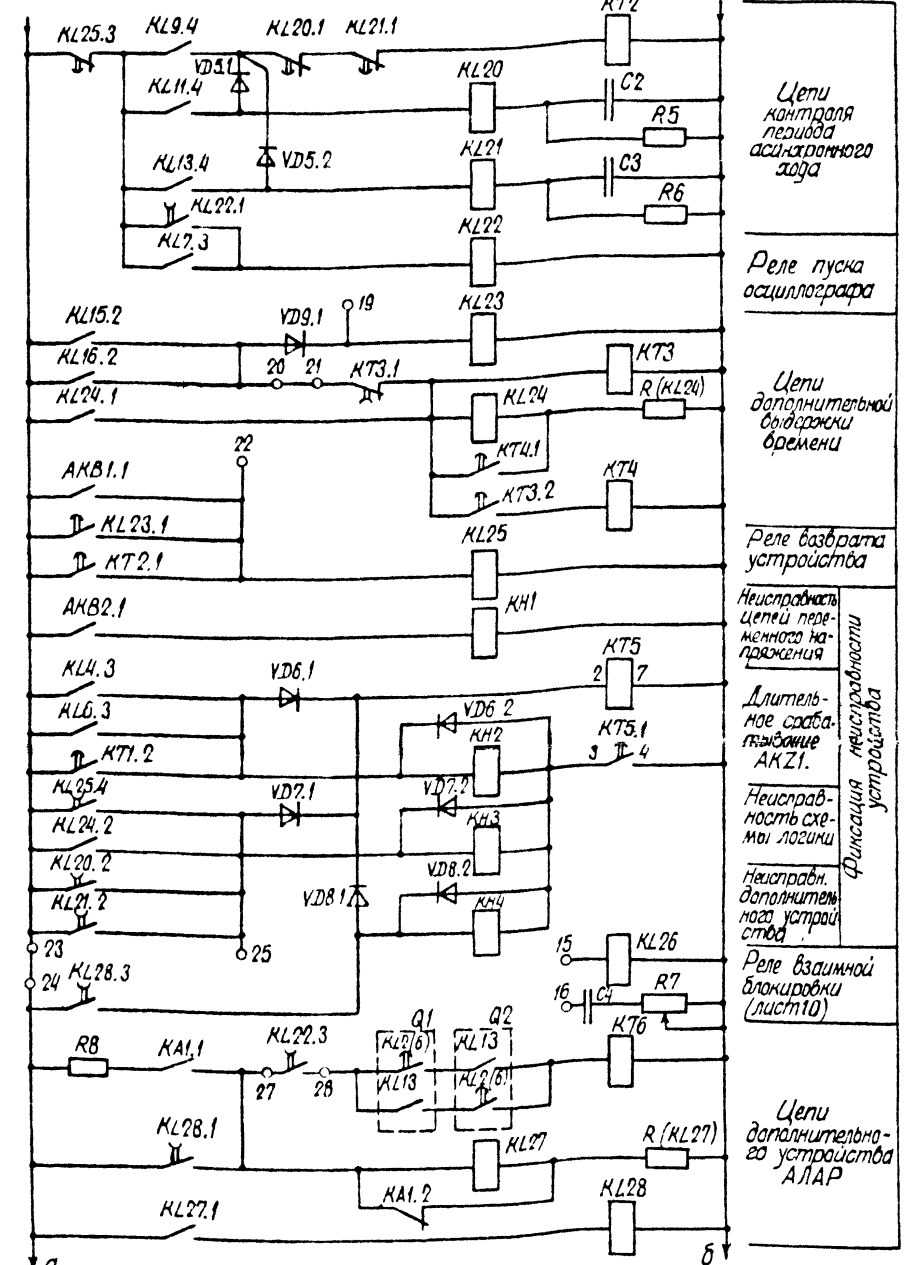 KT2
KL25.3
KL9.4
KL20.1
KL21.1
VD5.1
KL20
C2
KL11.4
R5
VD5.2
KL21
C3
KL13.4
R6
KL22.1
KL22
KL7.3
Цепи
контроля
периода
асинхронного
хода
Реле пуска
осциллографа
KL15.2
VD9.1
19
KL23
KL16.2
20
21
KT3.1
KT3
KL24.1
KL24
R (KL24)
22
KT4.1
KT4
AKB1.1
KT3.2
KL23.1
KL25
KT2.1
Цепи
дополнительной
выдержки
времени
Реле возврата
устройства
AKB2.1
KH1
Неисправность
цепей пере-
менного на-
пряжения
KL4.3
VD6.1
KT5
2
7
KL6.3
VD6.2
KT5.1
KT1.2
KH2
3
4
Длитель-
ное сраба-
тывание
AKZ1.
KL25.4
VD7.1
VD7.2
KL24.2
KH3
Неисправ-
ность схе-
мы логики
KL20.2
VD8.1
VD8.2
KL21.2
KH4
Неисправн.
дополнитель
ного устрой
ства
Фиксация неисправности
устройства
23
25
15
KL26
24
KL28.3
16
C4
R7
Реле взаимной
блокировки
(лист10)
R8
KA1.1
KL22.3
Q1
Q2
KT6
KL2(б)
KL13
27
28
KL13
KL2(б)
KL28.1
KL27
R (KL27)
KA1.2
KL28
KL27.1
Цепи
дополнительно-
го устройства
АЛАР
а
б